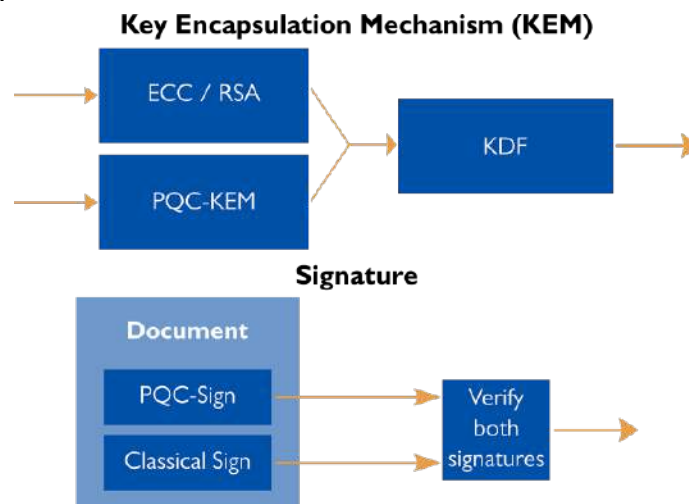 Key Encapsulation Mechanism (KEM)
ECC / RSA
KDF
PQC-KEM
Signature
Document
PQC-Sign
Classical Sign
Verify
both
signatures